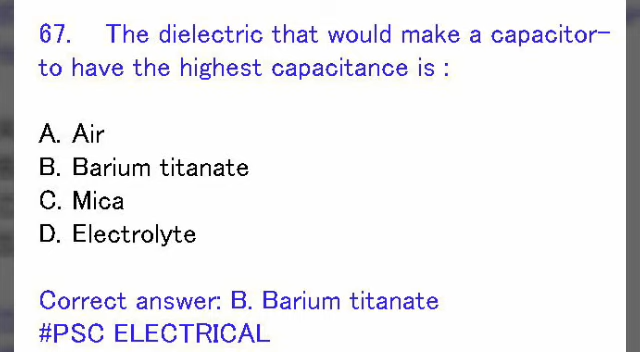 67. The dielectric that would make a capacitor-
to have the highest capacitance is :
A. Air
B. Barium titanate
C. Mica
D. Electrolyte
Correct answer: B. Barium titanate
#PSC ELECTRICAL